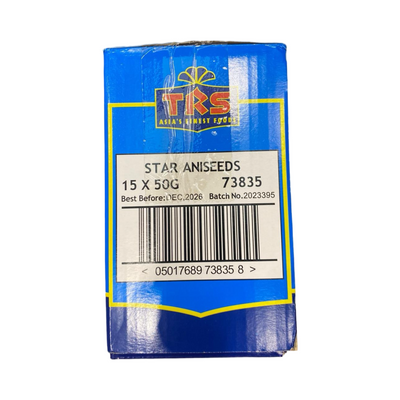 TRS
ASIA'S FINEST FOODS
STAR ANISEEDS
15 X 50G 73835
Best Before:DEC,2026 Batch No.2023395
< 05017689 73835 8 >